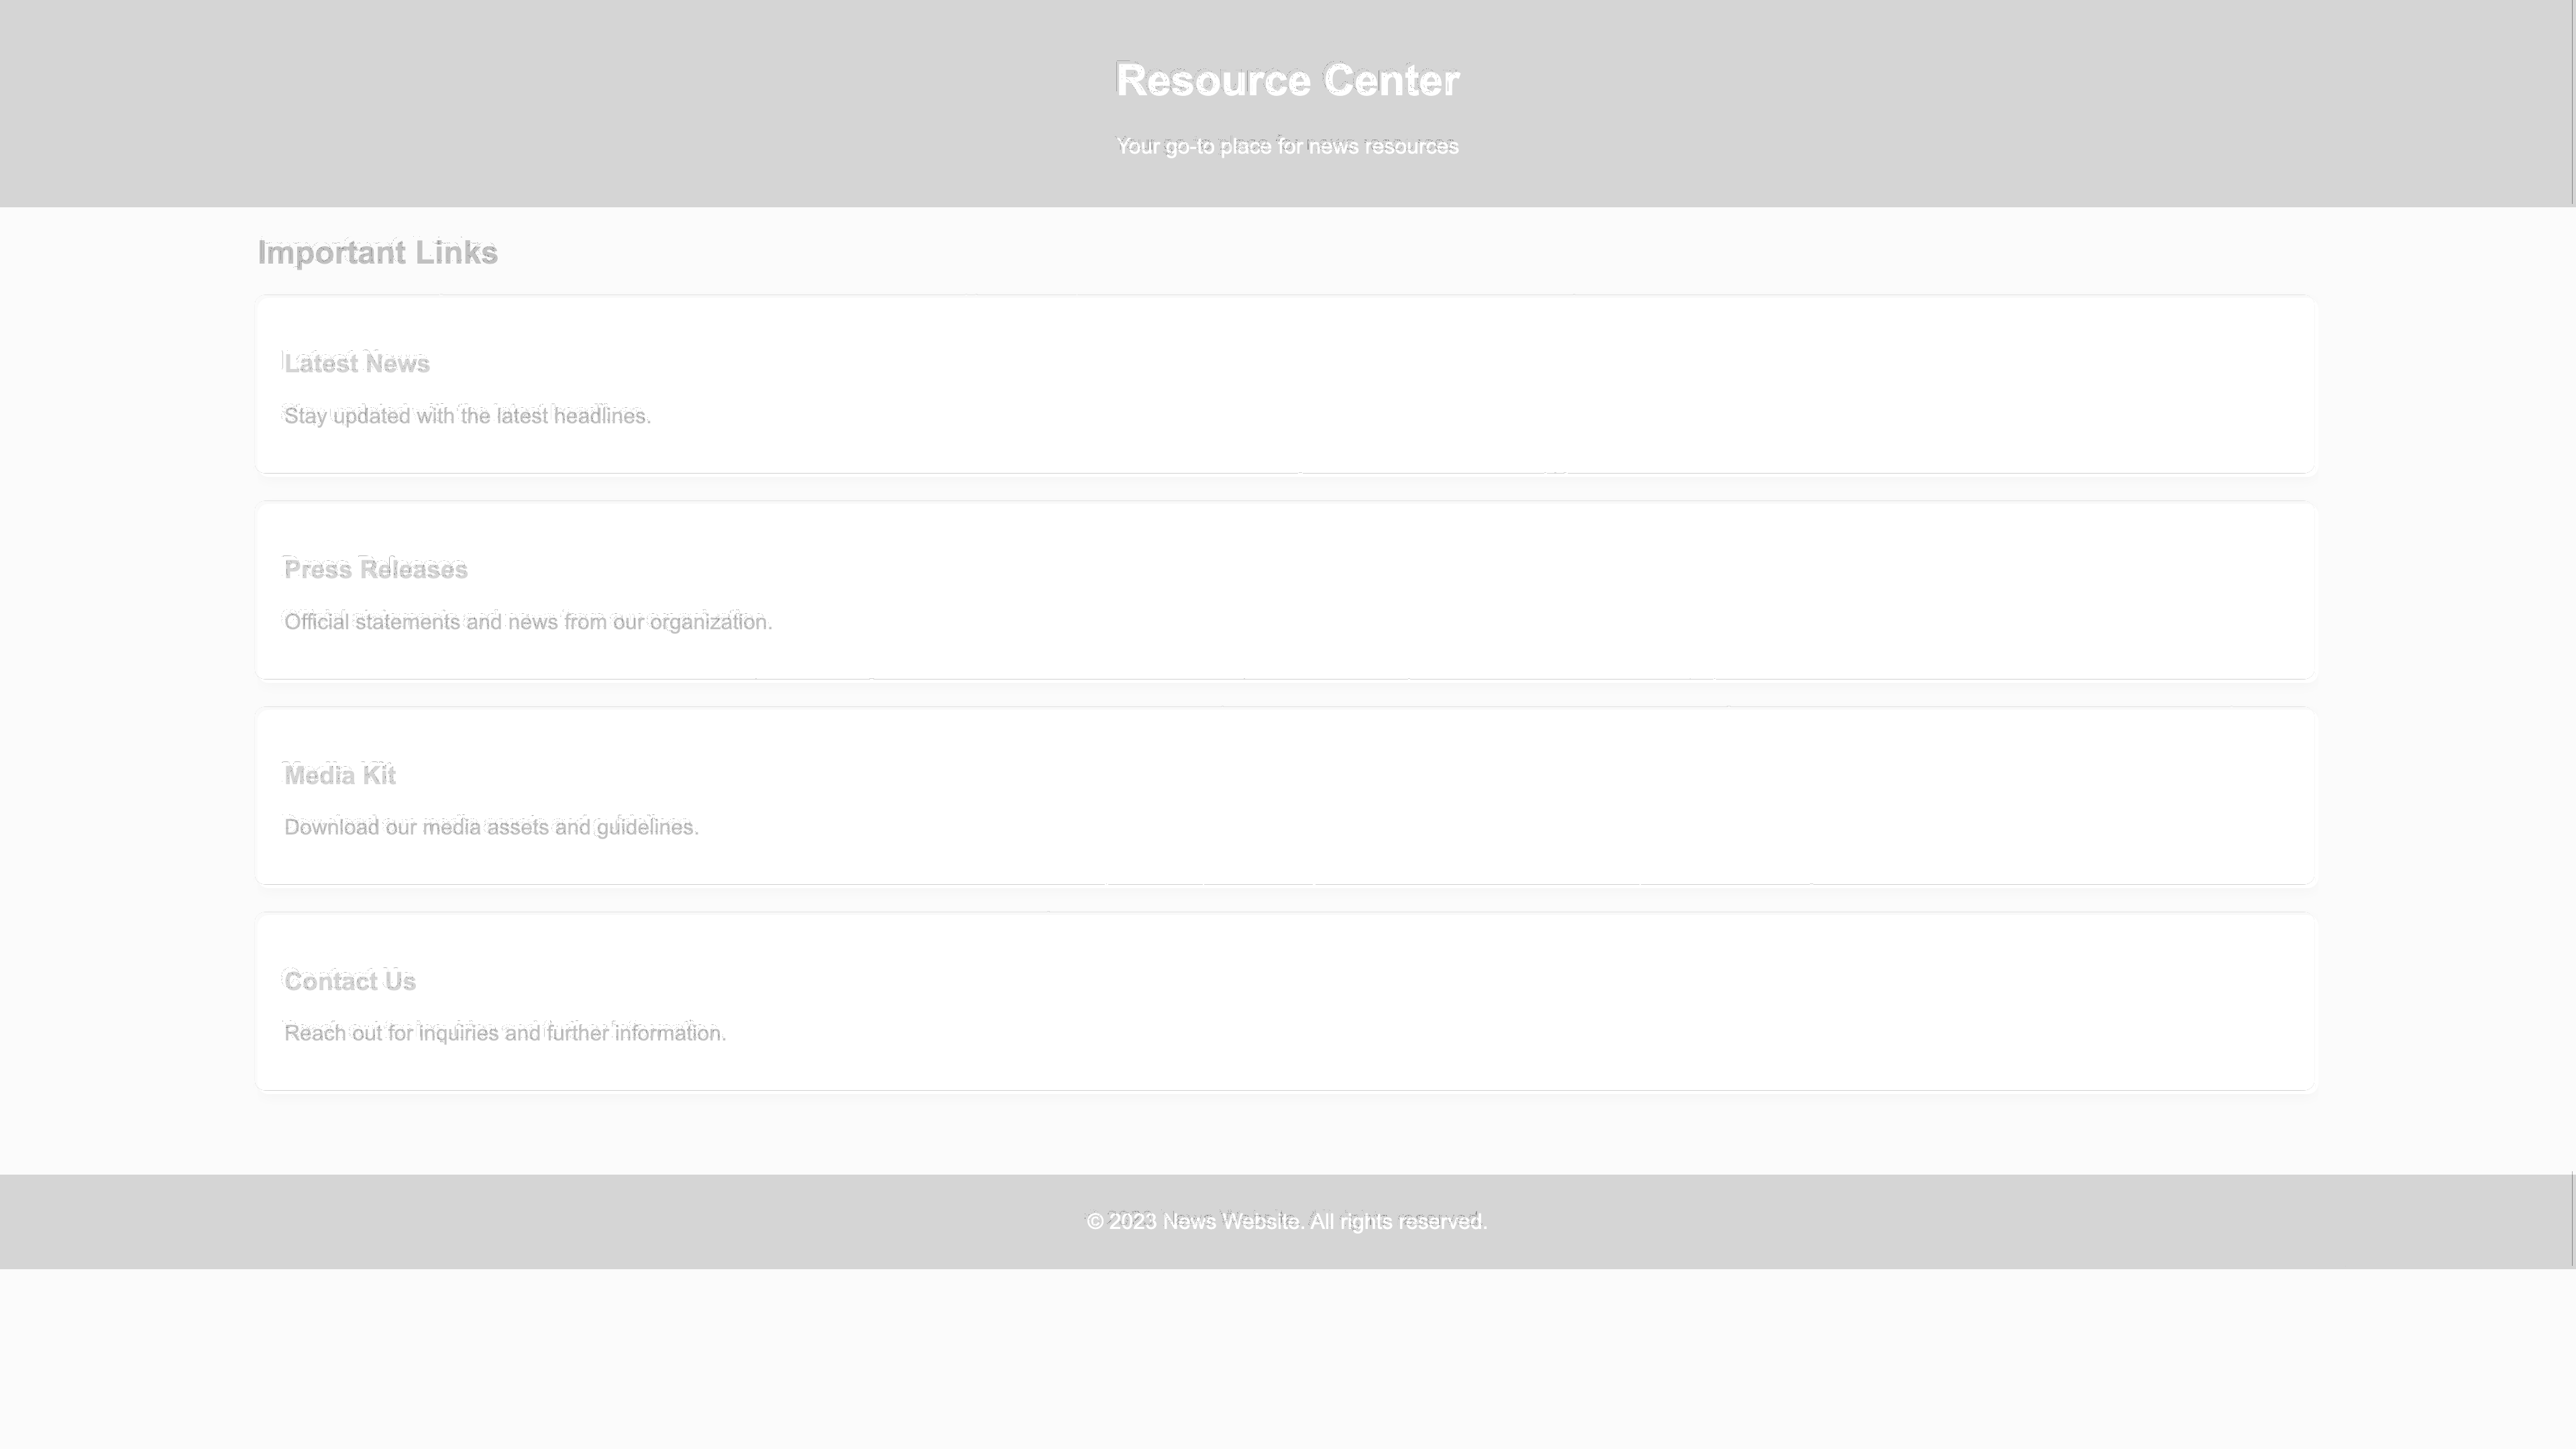 Resource Center
Your go-to place for news resources
Important Links
Latest News
Stay updated with the latest headlines.
Press Releases
Official statements and news from our organization.
Media Kit
Download our media assets and guidelines.
Contact Us
Reach out for inquiries and further information.
© 2023 News Website. All rights reserved.